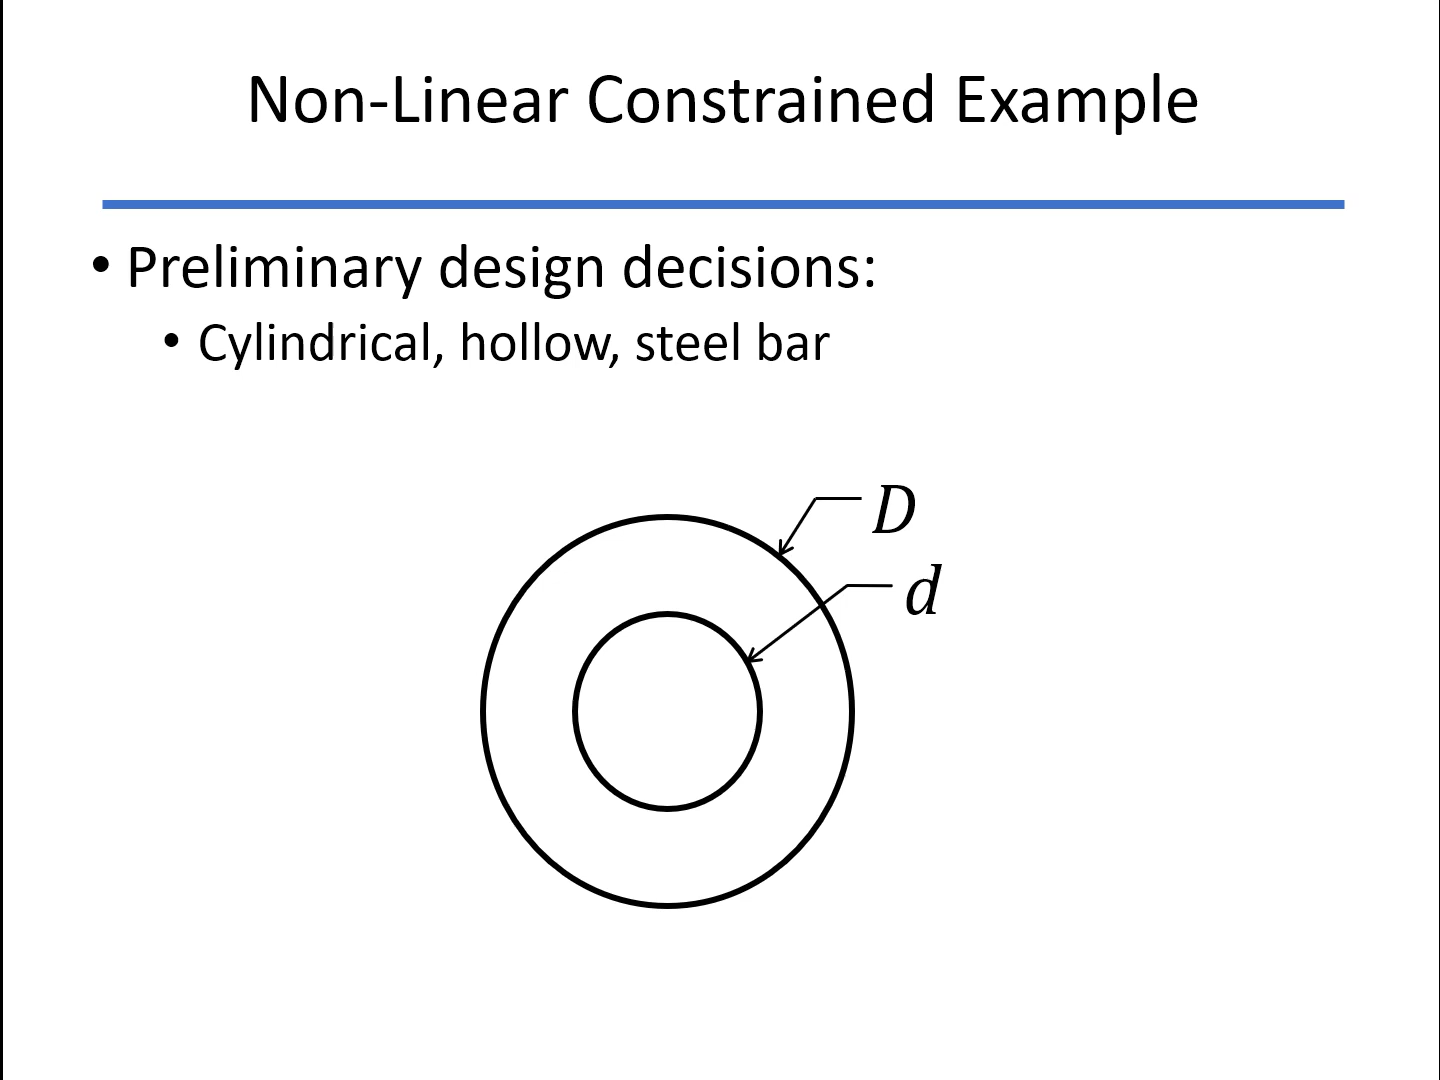 Non-Linear Constrained Example
• Preliminary design decisions:
• Cylindrical, hollow, steel bar
D
d